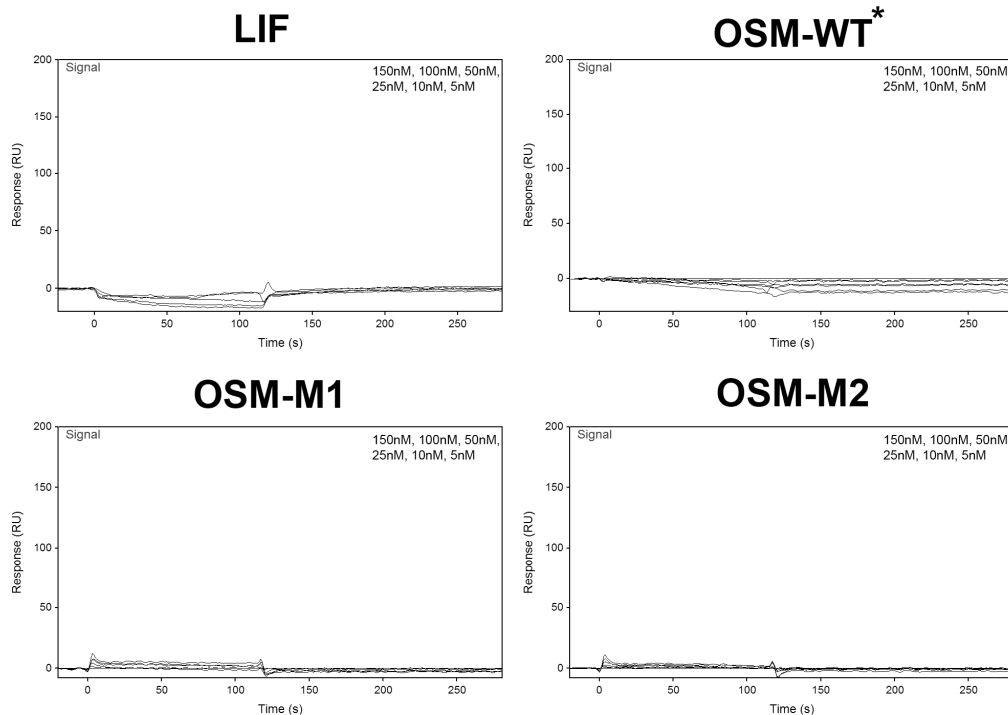 LIF
200
Signal
150nM, 100nM, 50nM,
25nM, 10nM, 5nM
150
100
50
0
Response (RU)
0 50 100 150 200 250
Time (s)
OSM-WT*
200
Signal
150nM, 100nM, 50nM
25nM, 10nM, 5nM
150
100
50
0
Response (RU)
0 50 100 150 200 250
Time (s)
OSM-M1
200
Signal
150nM, 100nM, 50nM,
25nM, 10nM, 5nM
150
100
50
0
Response (RU)
0 50 100 150 200 250
Time (s)
OSM-M2
200
Signal
150nM, 100nM, 50nM
25nM, 10nM, 5nM
150
100
50
0
Response (RU)
0 50 100 150 200 250
Time (s)